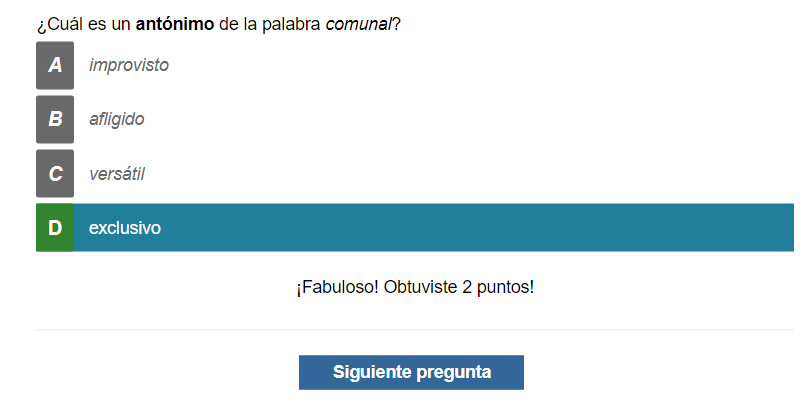 ¿Cuál es un antónimo de la palabra comunal?
A improvisto
B afligido
C versátil
D exclusivo
¡Fabuloso! Obtuviste 2 puntos!
Siguiente pregunta